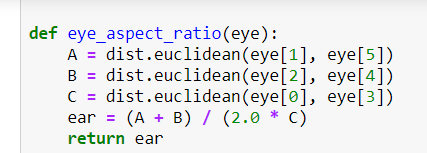 def eye_aspect_ratio(eye):
    A = dist.euclidean(eye[1], eye[5])
    B = dist.euclidean(eye[2], eye[4])
    C = dist.euclidean(eye[0], eye[3])
    ear = (A + B) / (2.0 * C)
    return ear